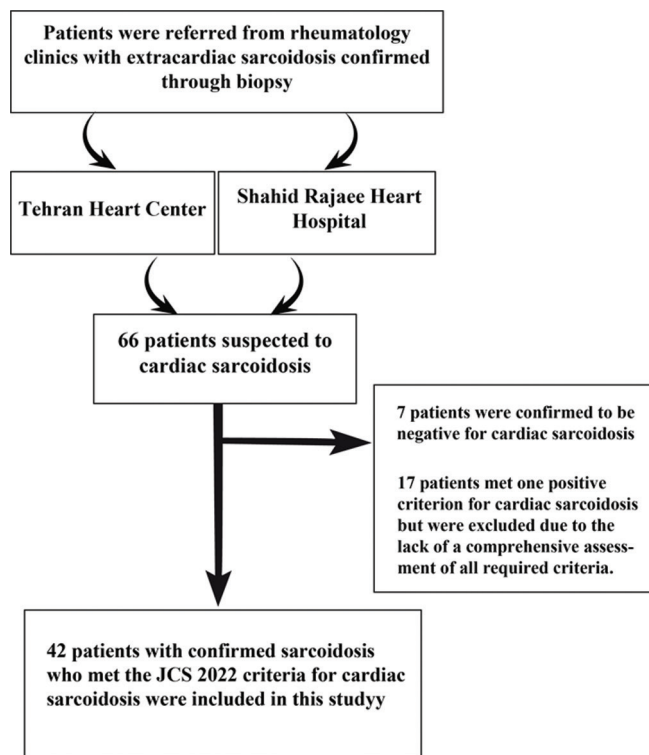 Patients were referred from rheumatology
clinics with extracardiac sarcoidosis confirmed
through biopsy
Tehran Heart Center
Shahid Rajaee Heart
Hospital
66 patients suspected to
cardiac sarcoidosis
7 patients were confirmed to be
negative for cardiac sarcoidosis
17 patients met one positive
criterion for cardiac sarcoidosis
but were excluded due to the
lack of a comprehensive assess-
ment of all required criteria.
42 patients with confirmed sarcoidosis
who met the JCS 2022 criteria for cardiac
sarcoidosis were included in this studyy